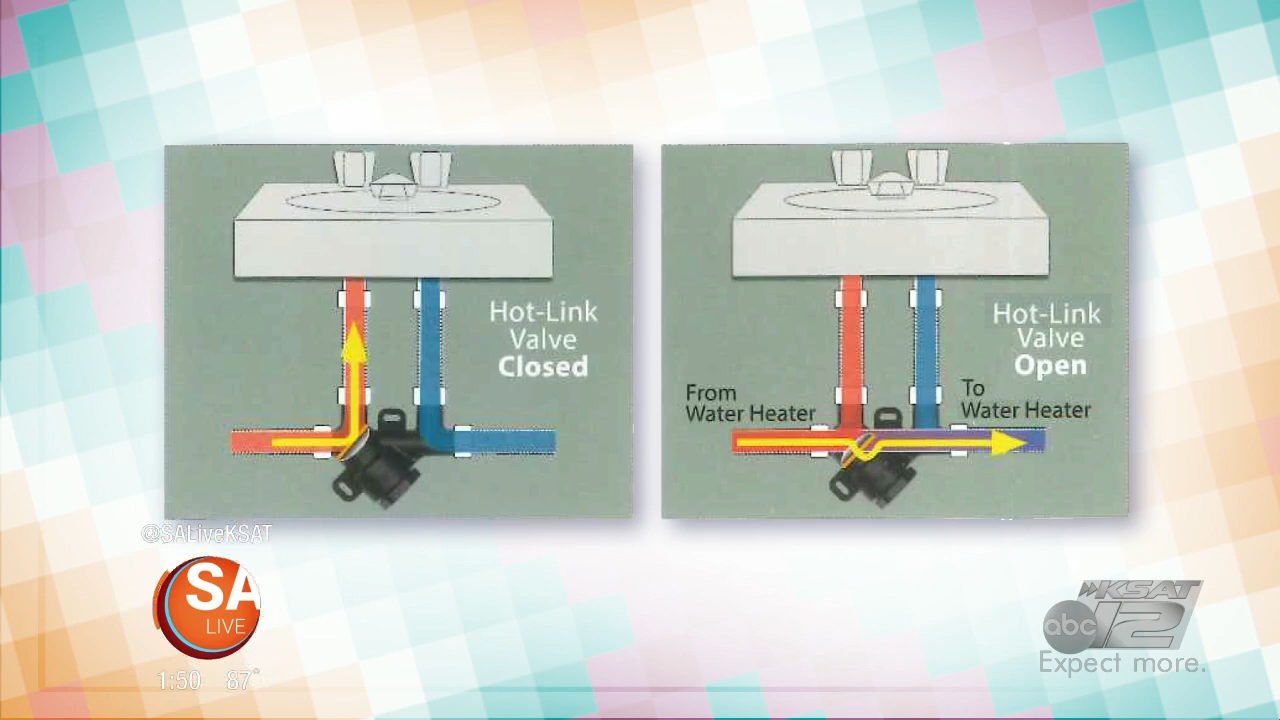 Hot-Link
Valve
Closed
Hot-Link
Valve
Open
From
Water Heater
To
Water Heater
@SALiveKSAT
SA
LIVE
1:50 87°
KSAT
abc 12
Expect more.